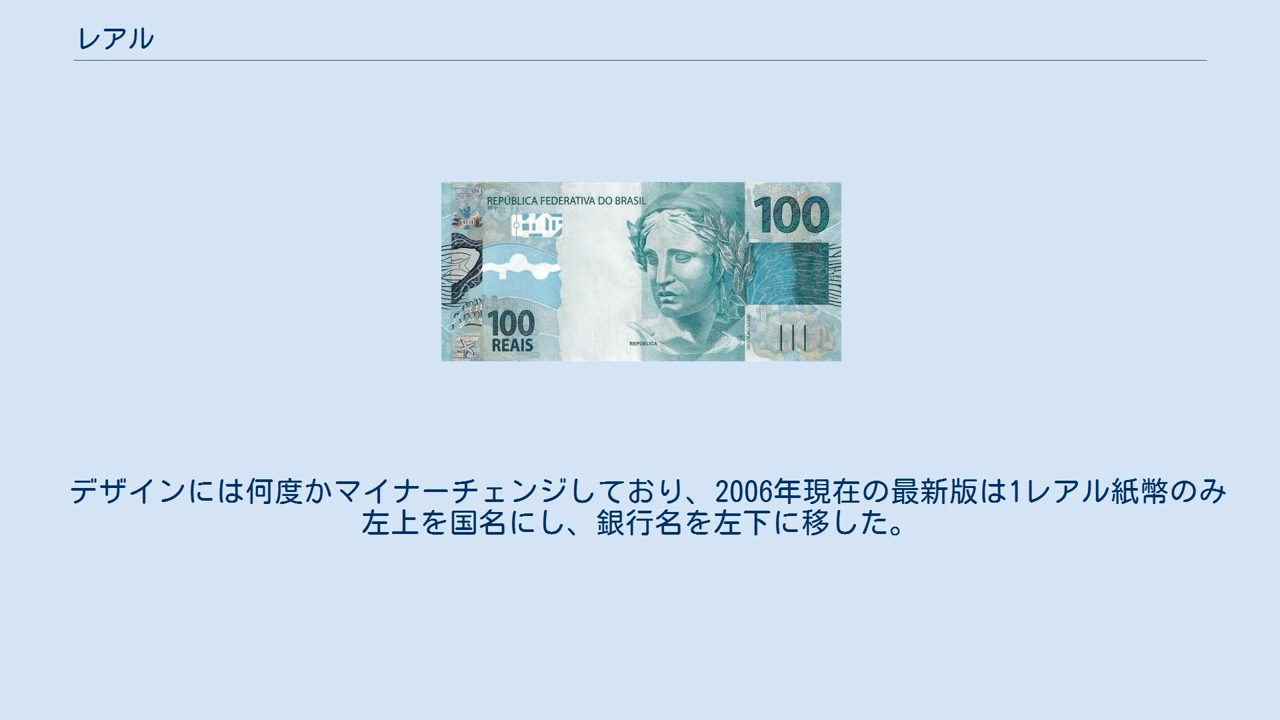 レアル
REPÚBLICA FEDERATIVA DO BRASIL
100
100
REAIS
REPÚBLICA
デザインには何度かマイナーチェンジしており、2006年現在の最新版は1レアル紙幣のみ
左上を国名にし、銀行名を左下に移した。